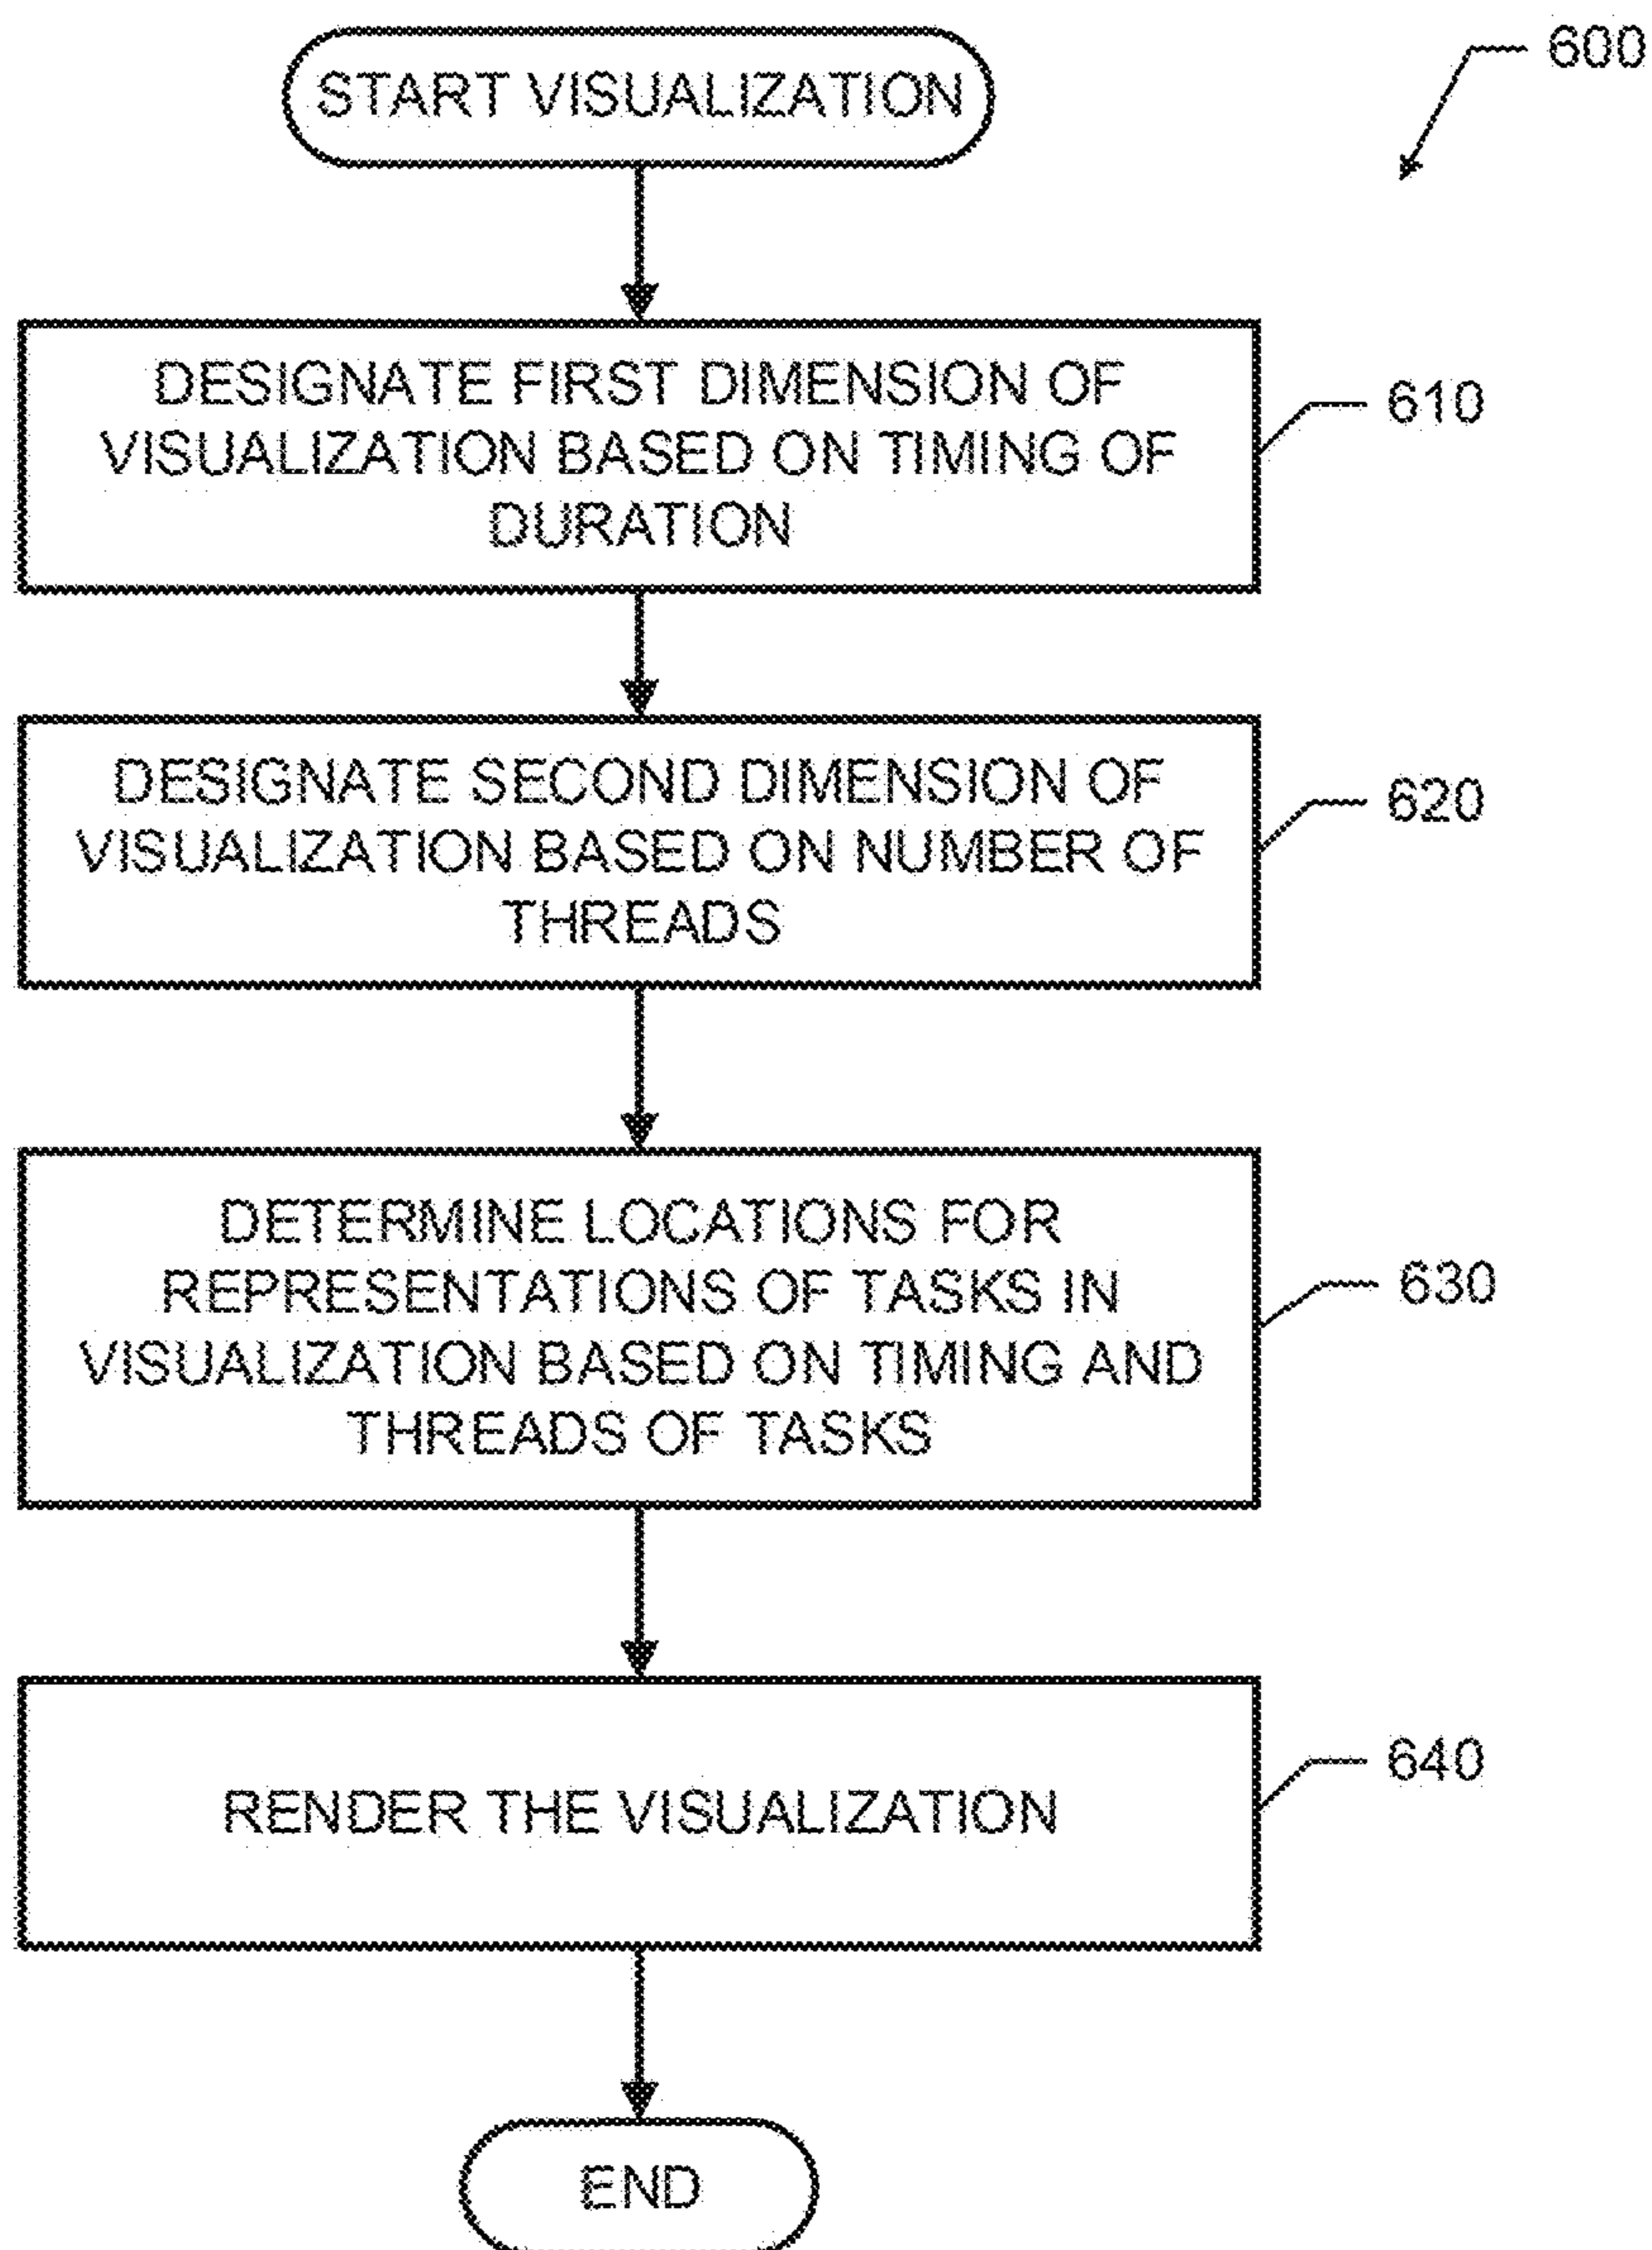 START VISUALIZATION
600
DESIGNATE FIRST DIMENSION OF
VISUALIZATION BASED ON TIMING OF
DURATION
610
DESIGNATE SECOND DIMENSION OF
VISUALIZATION BASED ON NUMBER OF
THREADS
620
DETERMINE LOCATIONS FOR
REPRESENTATIONS OF TASKS IN
VISUALIZATION BASED ON TIMING AND
THREADS OF TASKS
630
RENDER THE VISUALIZATION
640
END